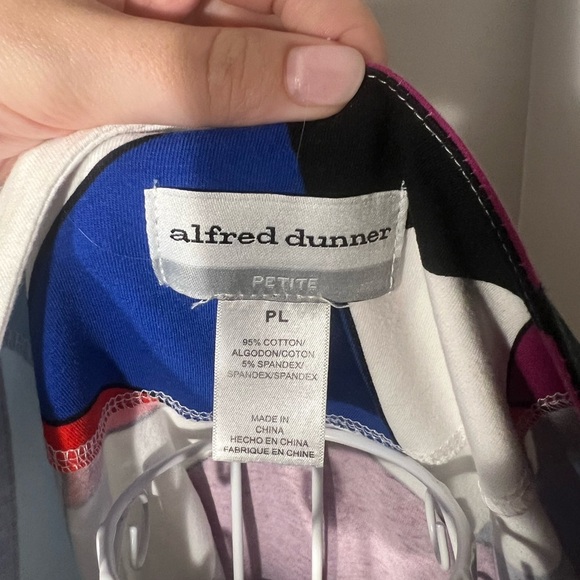 alfred dunner
PETITE
PL
95% COTTON/
ALGODON/COTON
5% SPANDEX/
SPANDEX/SPANDEX
MADE IN
CHINA
HECHO EN CHINA
FABRIQUE EN CHINE